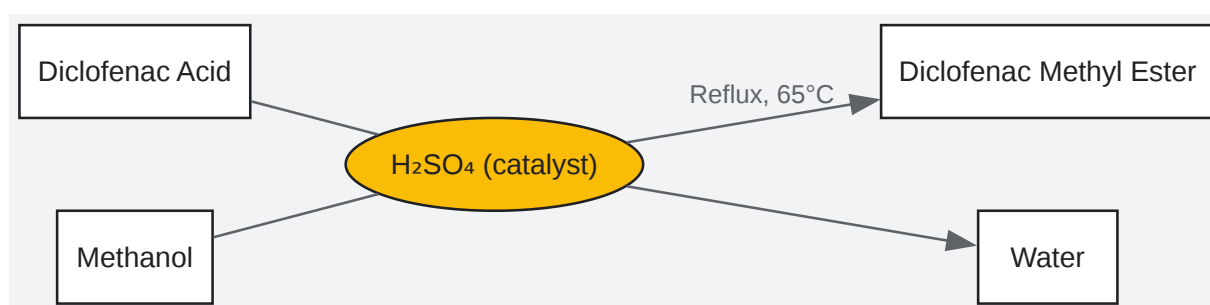 Diclofenac Acid
Diclofenac Methyl Ester
Reflux, 65°C
H₂SO₄ (catalyst)
Methanol
Water